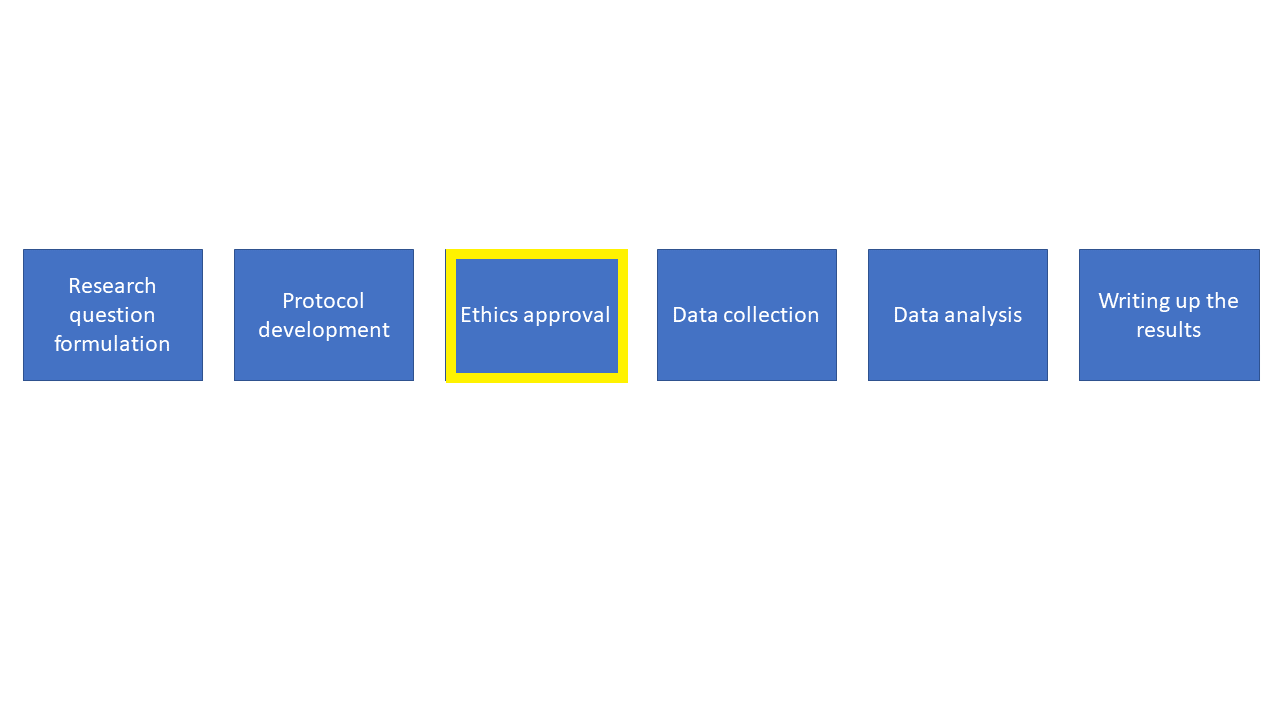 Research
question
formulation
Protocol
development
Ethics approval
Data collection
Data analysis
Writing up the
results